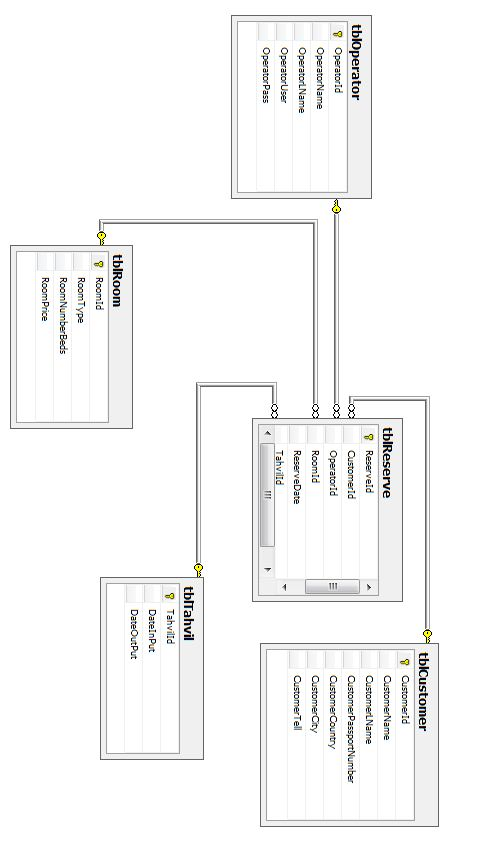 tblOperator
OperatorId
OperatorName
OperatorLName
OperatorUser
OperatorPass
tblRoom
RoomId
RoomType
RoomNumberBeds
RoomPrice
tblReserve
ReserveId
CustomerId
OperatorId
RoomId
ReserveDate
TahvilId
tblTahvil
TahvilId
DateInPut
DateOutPut
tblCustomer
CustomerId
CustomerName
CustomerLName
CustomerPassportNumber
CustomerCountry
CustomerCity
CustomerTell